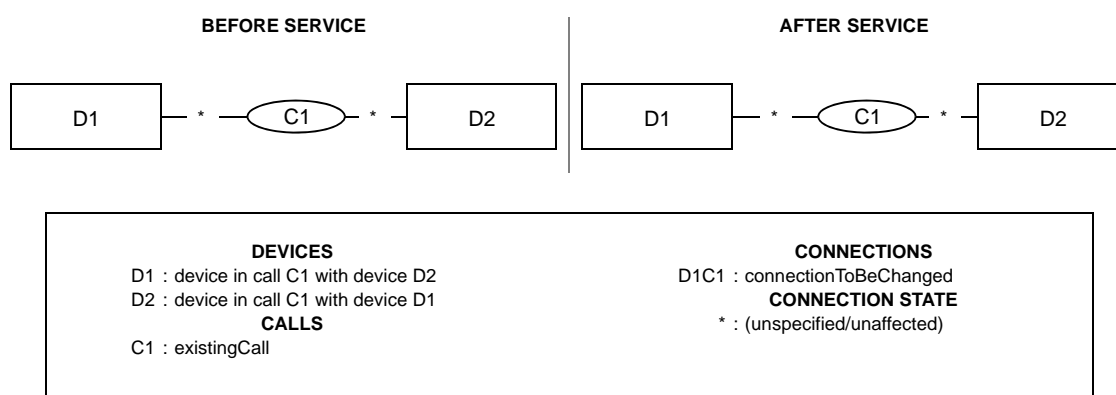 BEFORE SERVICE
AFTER SERVICE
D1 * C1 * D2
D1 * C1 * D2
DEVICES
D1 : device in call C1 with device D2
D2 : device in call C1 with device D1
CALLS
C1 : existingCall
CONNECTIONS
D1C1 : connectionToBeChanged
CONNECTION STATE
* : (unspecified/unaffected)